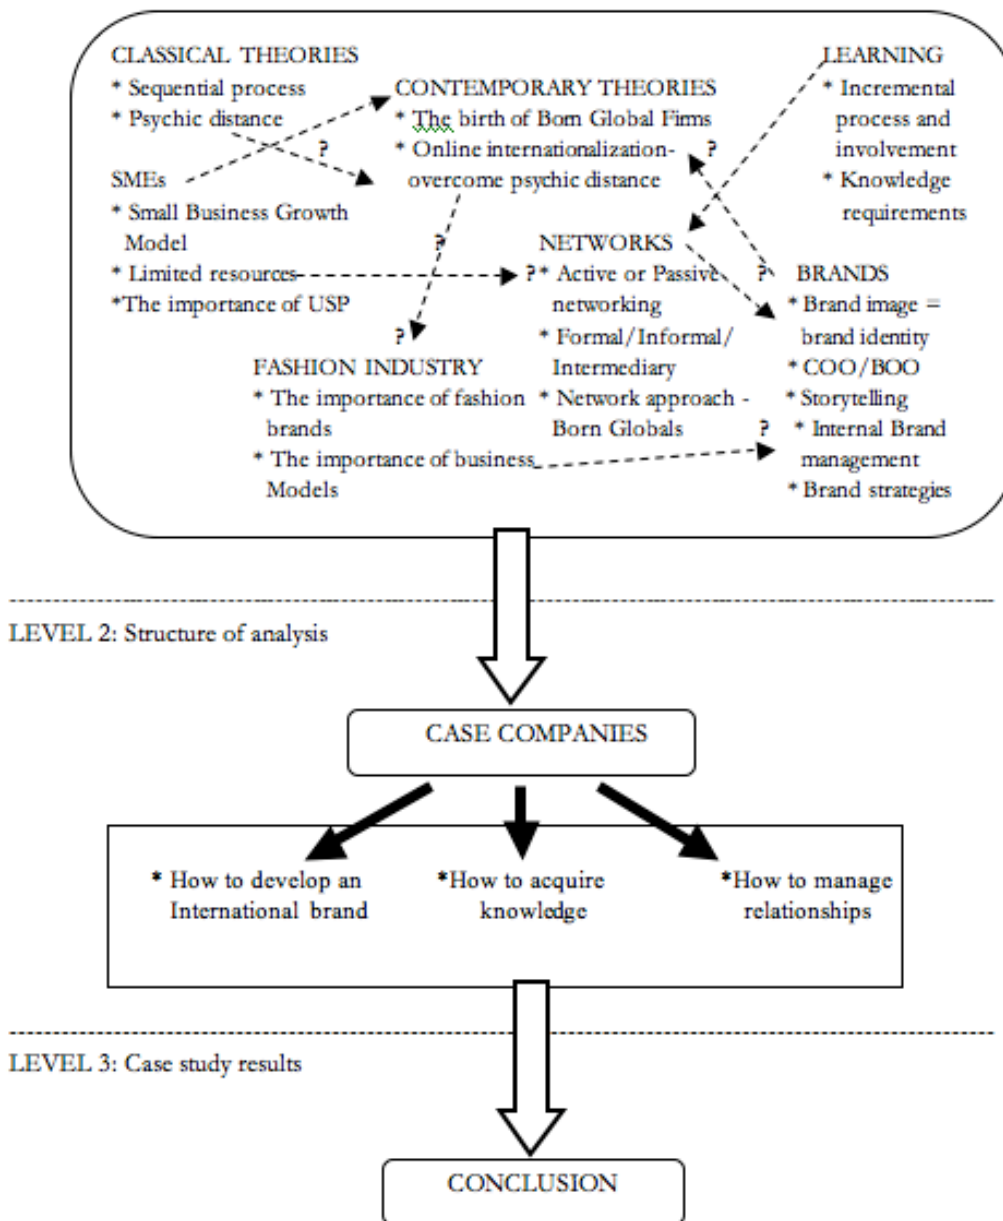 CLASSICAL THEORIES
* Sequential process
* Psychic distance
?
SMEs
* Small Business Growth
Model
* Limited resources
*The importance of USP
CONTEMPORARY THEORIES
* The birth of Born Global Firms
* Online internationalization-
overcome psychic distance
?
LEARNING
* Incremental
process and
involvement
* Knowledge
requirements
?
NETWORKS
? * Active or Passive
networking
* Formal/Informal/
Intermediary
* Network approach -
Born Globals
? BRANDS
* Brand image =
brand identity
* COO/BOO
* Storytelling
? * Internal Brand
management
* Brand strategies
?
FASHION INDUSTRY
* The importance of fashion
brands
* The importance of business
Models
LEVEL 2: Structure of analysis
CASE COMPANIES
* How to develop an
International brand
*How to acquire
knowledge
*How to manage
relationships
LEVEL 3: Case study results
CONCLUSION